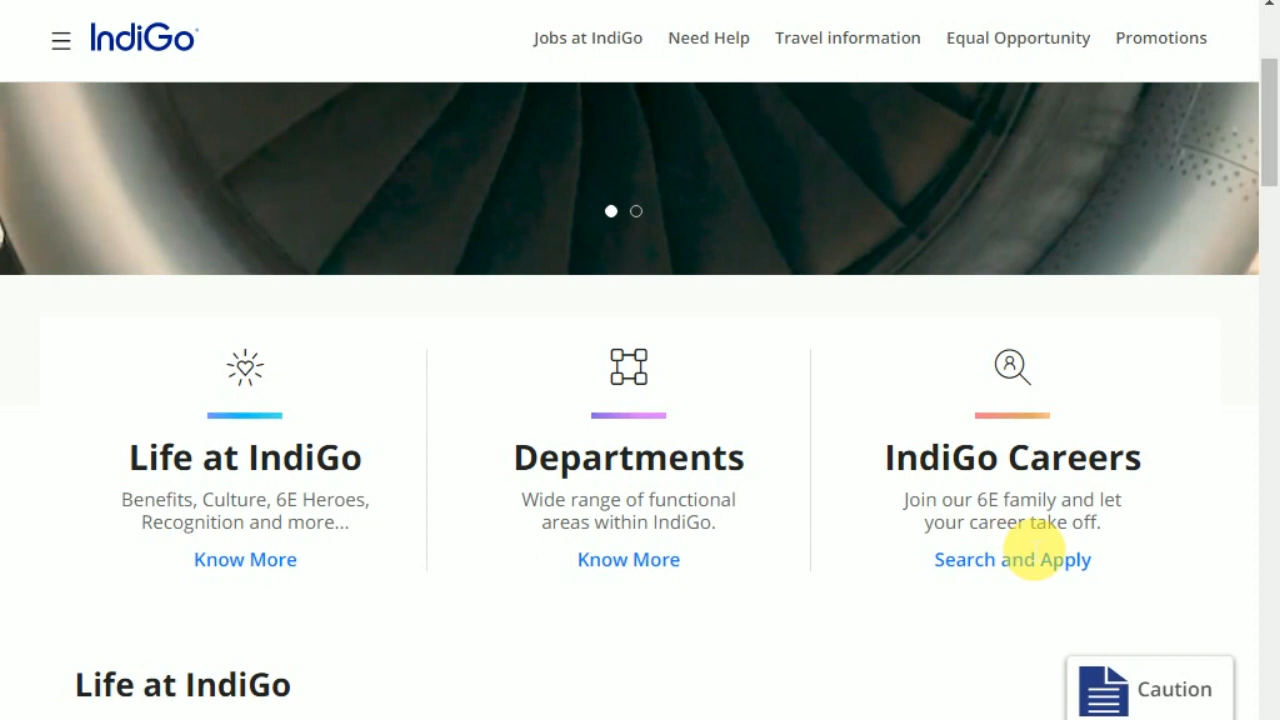 IndiGo
Jobs at IndiGo
Need Help
Travel information
Equal Opportunity
Promotions
Life at IndiGo
Benefits, Culture, 6E Heroes,
Recognition and more...
Know More
Departments
Wide range of functional
areas within IndiGo.
Know More
IndiGo Careers
Join our 6E family and let
your career take off.
Search and Apply
Life at IndiGo
Caution